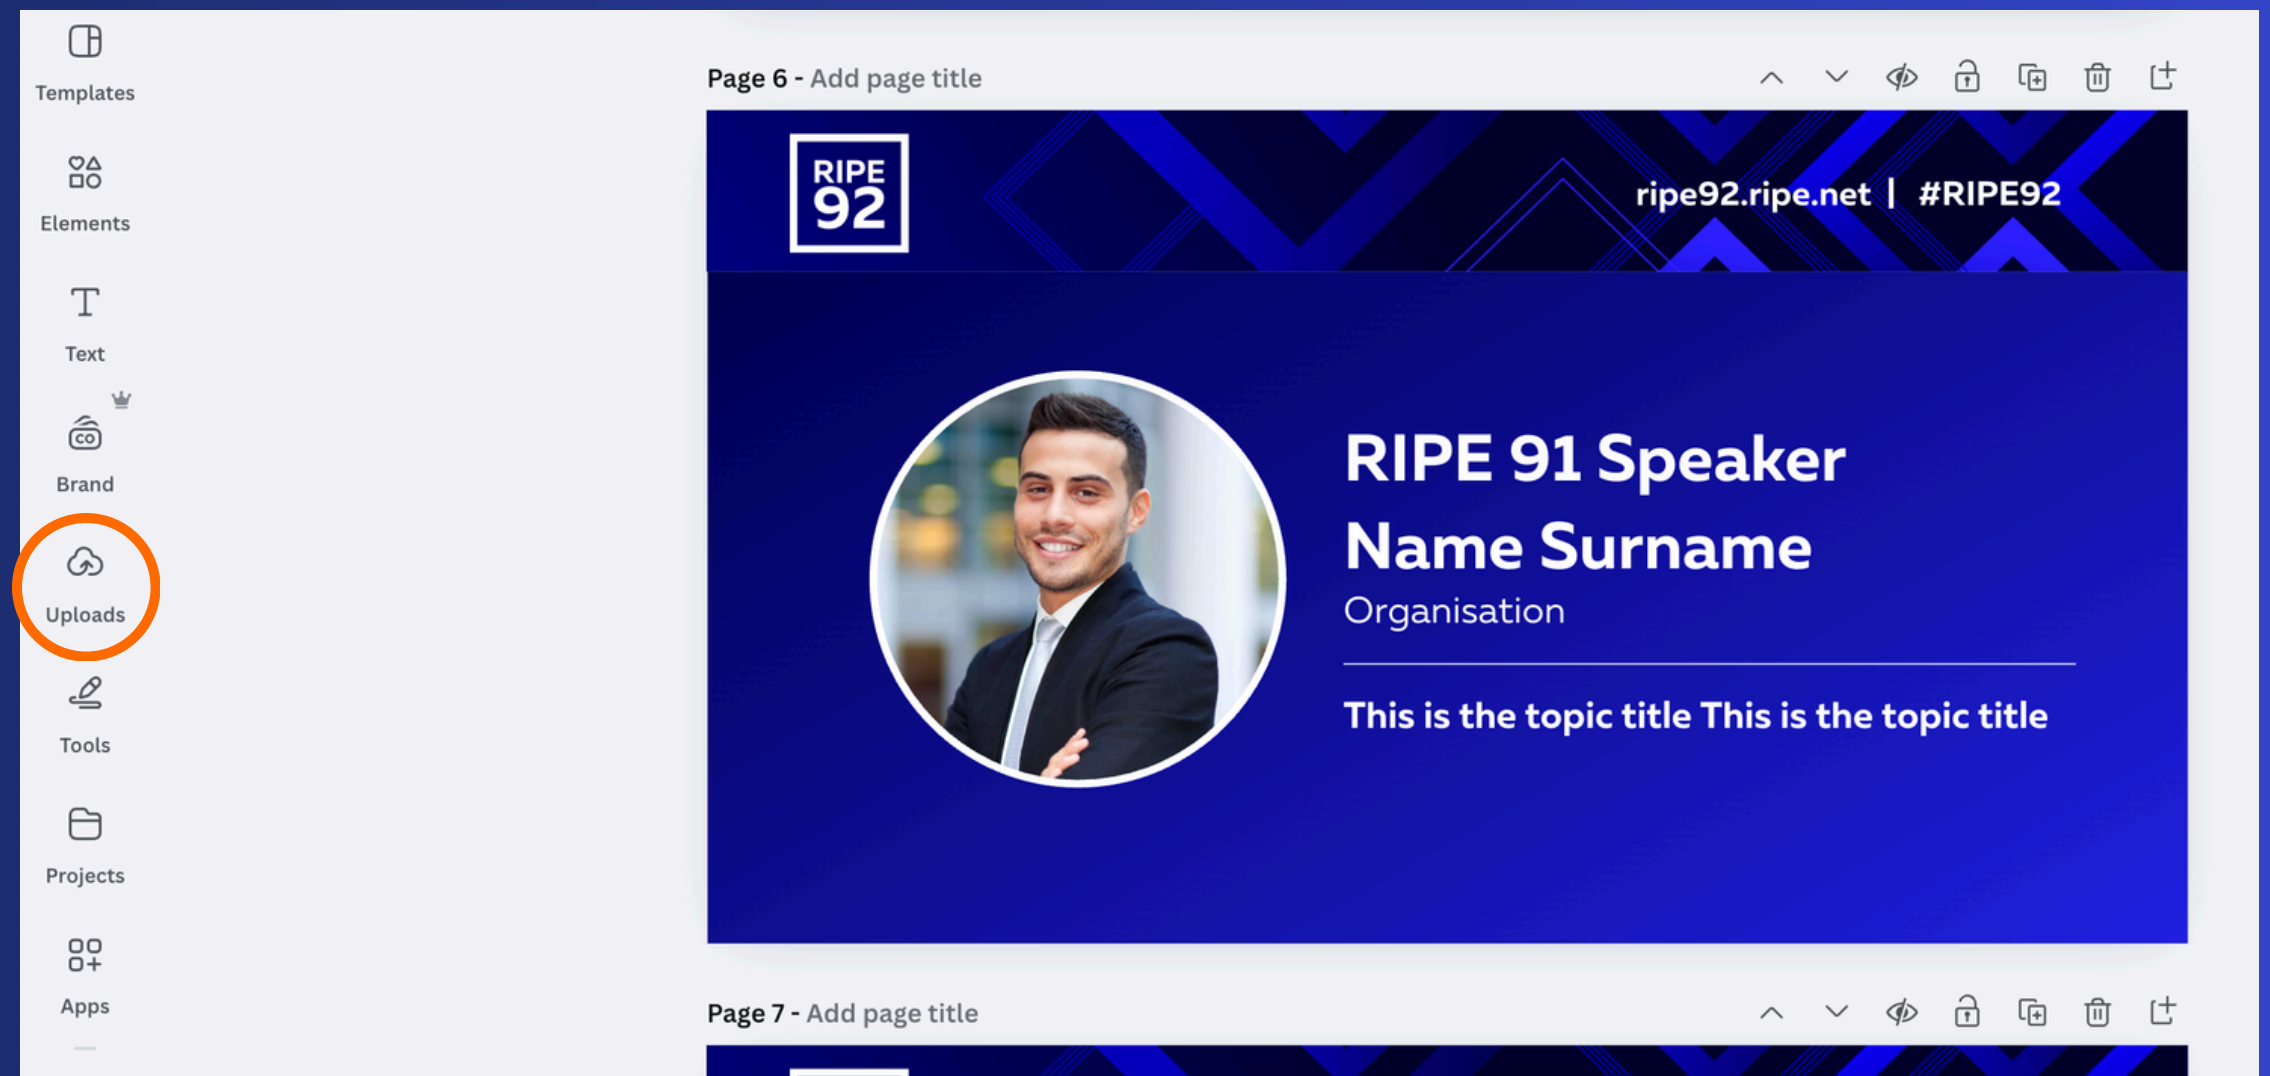 Templates
Elements
Text
CO
Brand
Uploads
Tools
Projects
Apps
Page 6 - Add page title
RIPE
92
ripe92.ripe.net | #RIPE92
RIPE 91 Speaker
Name Surname
Organisation
This is the topic title This is the topic title
Page 7 - Add page title